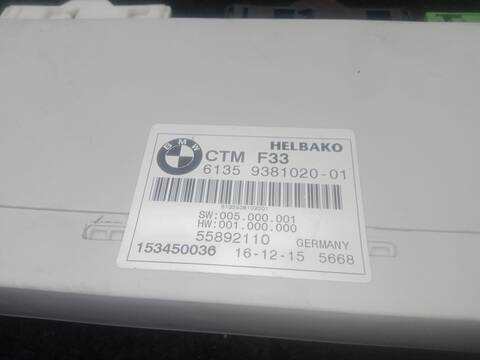 BMW
HELBAKO
CTM F33
6135 9381020-01
SW:005.000.001
HW:001.000.000
55892110 GERMANY
153450036 16-12-15 5668